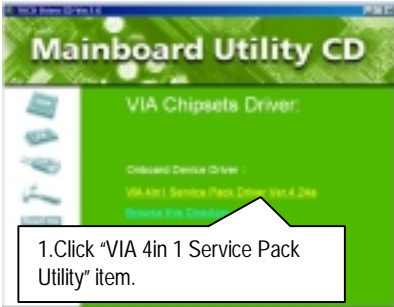 Mainboard Utility CD
VIA Chipsets Driver:
Onboard Device Driver :
VIA 4in1 Service Pack Driver Ver.4.24a
Browse this Directory
1.Click “VIA 4in 1 Service Pack
Utility” item.